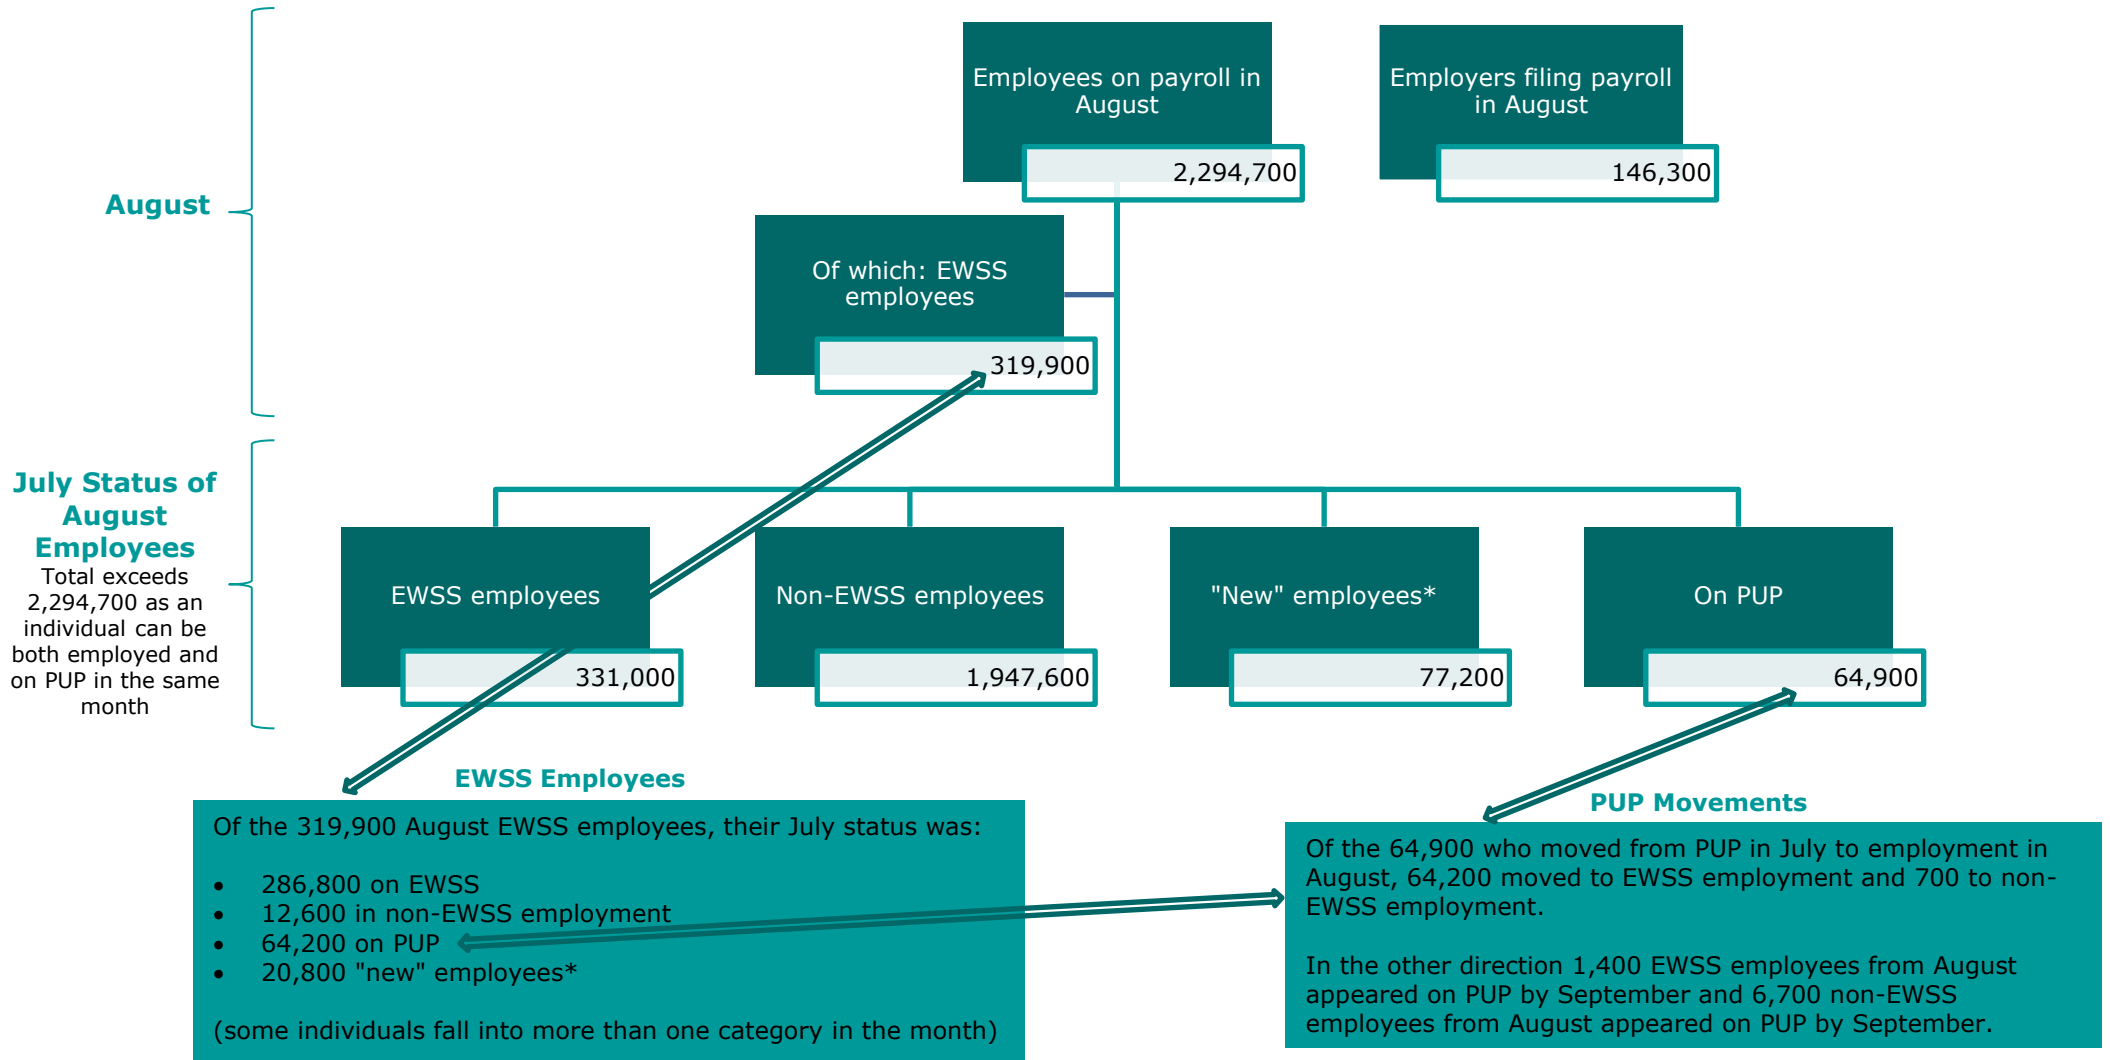 Employees on payroll in
August
2,294,700
Employers filing payroll
in August
146,300
August
Of which: EWSS
employees
319,900
July Status of
August
Employees
Total exceeds
2,294,700 as an
individual can be
both employed and
on PUP in the same
month
EWSS employees
331,000
Non-EWSS employees
1,947,600
"New" employees*
77,200
On PUP
64,900
EWSS Employees
Of the 319,900 August EWSS employees, their July status was:
• 286,800 on EWSS
• 12,600 in non-EWSS employment
• 64,200 on PUP
• 20,800 "new" employees*
(some individuals fall into more than one category in the month)
PUP Movements
Of the 64,900 who moved from PUP in July to employment in
August, 64,200 moved to EWSS employment and 700 to non-
EWSS employment.
In the other direction 1,400 EWSS employees from August
appeared on PUP by September and 6,700 non-EWSS
employees from August appeared on PUP by September.